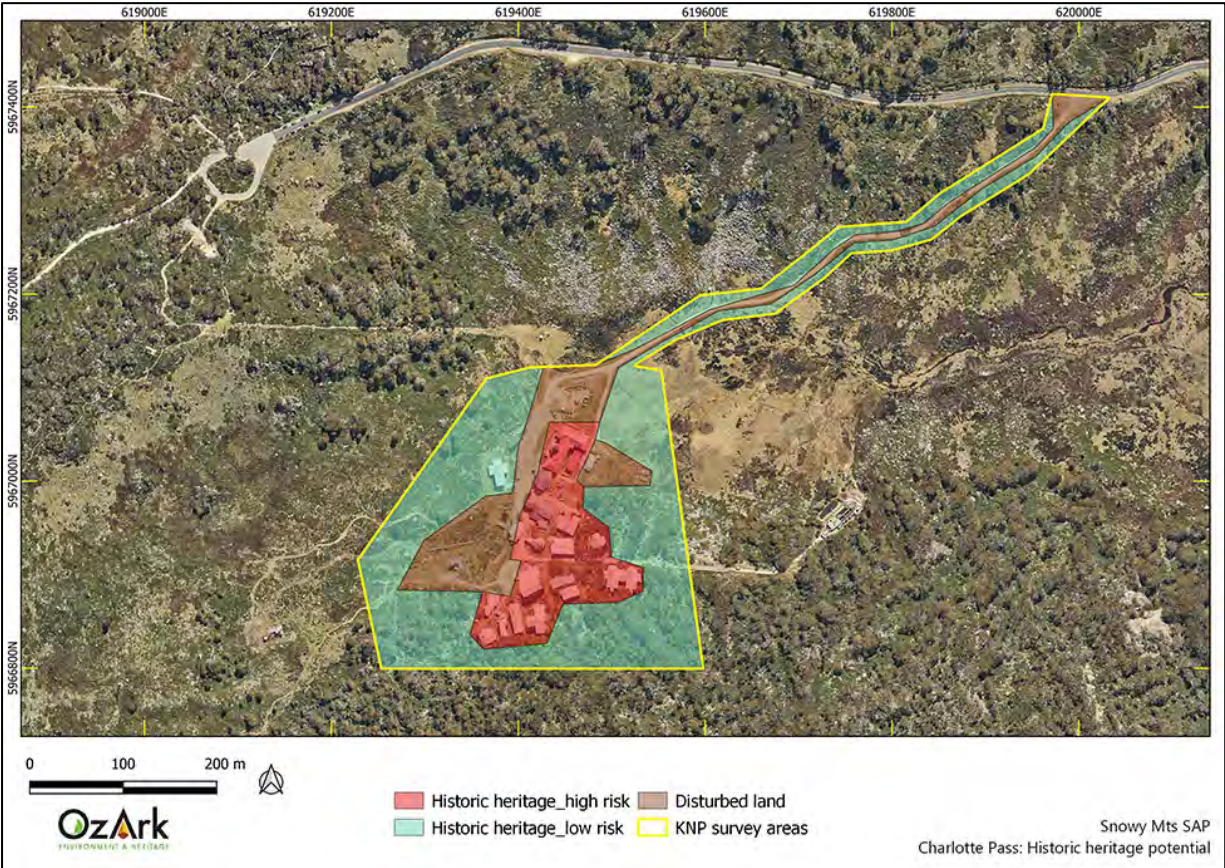 619000E 619200E 619400E 619600E 619800E 620000E
5967400N
5967200N
5967000N
5966800N
0 100 200 m
Historic heritage_high risk Disturbed land
Historic heritage_low risk KNP survey areas
OzArk
ENVIRONMENT & HERITAGE
Snowy Mts SAP
Charlotte Pass: Historic heritage potential